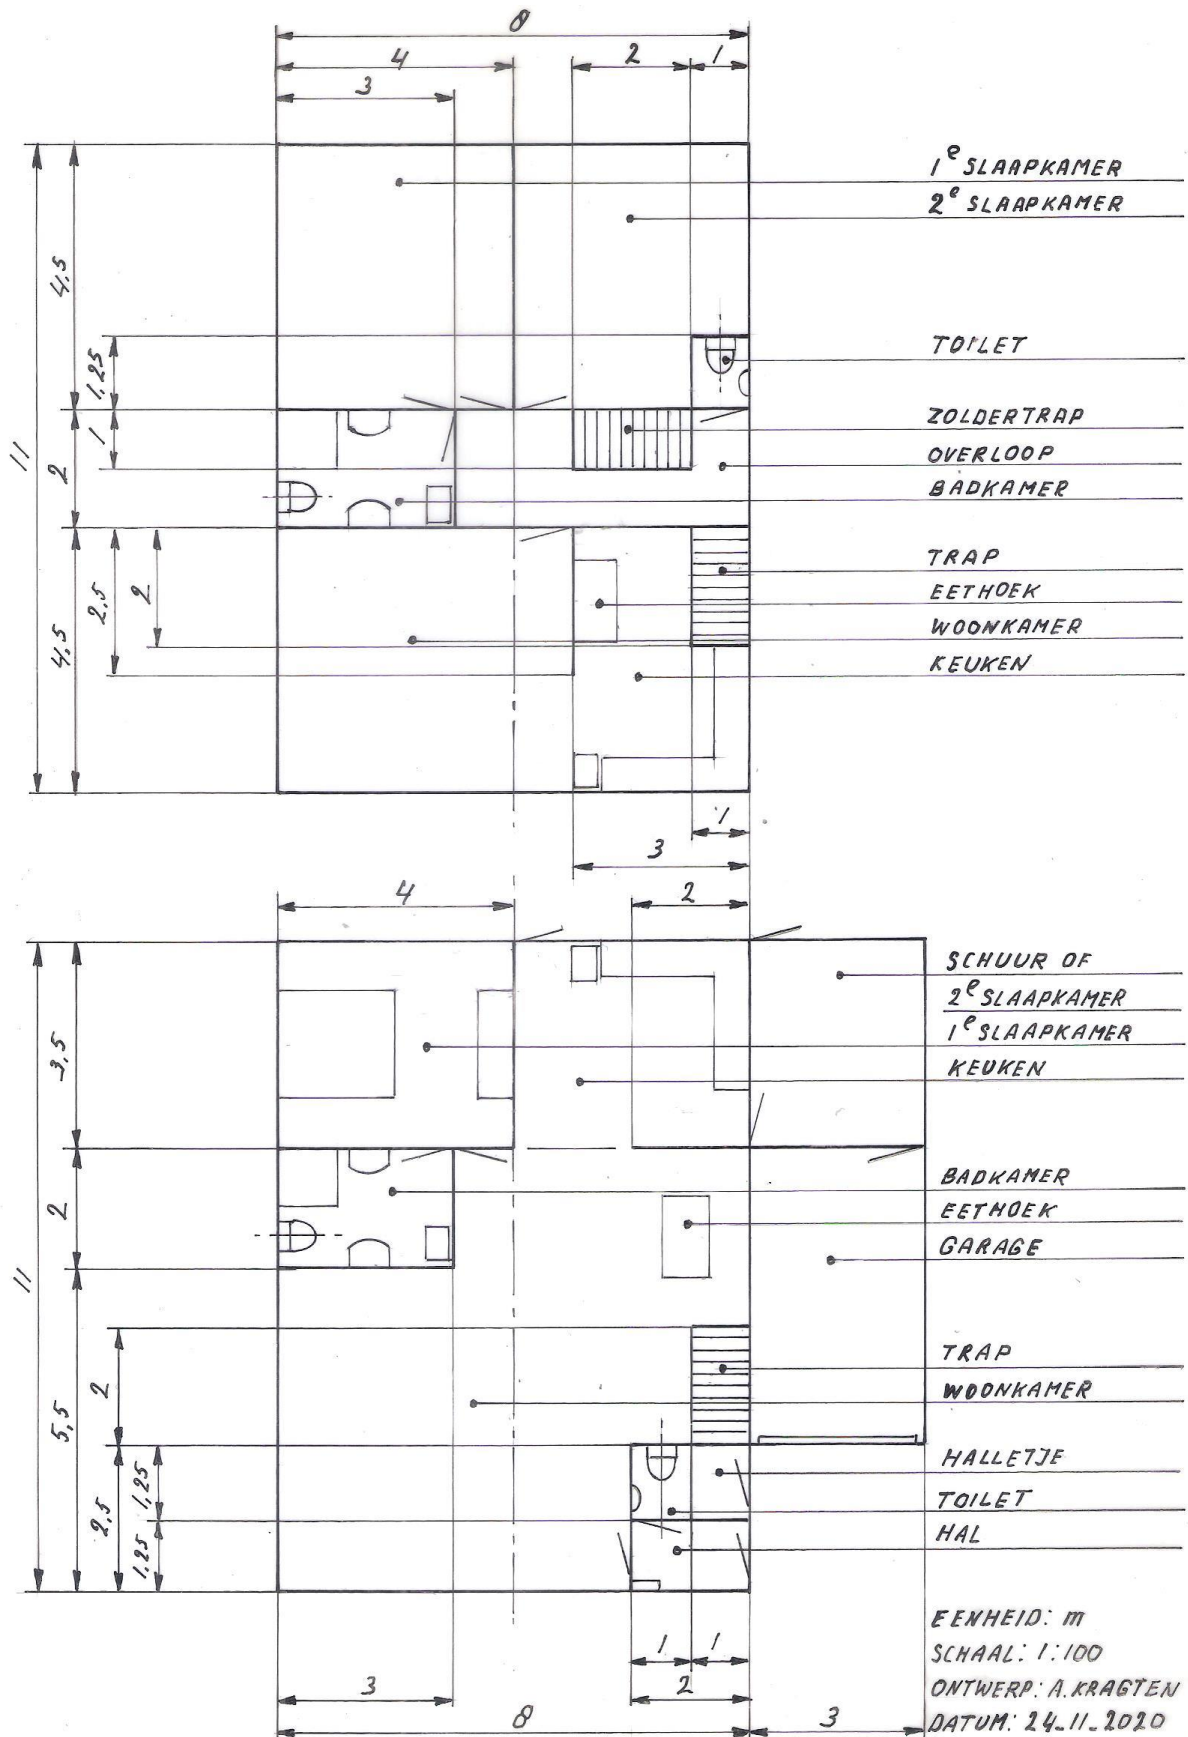 8
4
2
1
3
1e SLAAPKAMER
2e SLAAPKAMER
4,5
1,25
TOILET
11
2
1
ZOLDERTRAP
OVERLOOP
BADKAMER
4,5
2,5
2
TRAP
EETHOEK
WOONKAMER
KEUKEN
1
3
4
2
SCHUUR OF
2e SLAAPKAMER
1e SLAAPKAMER
KEUKEN
3,5
11
2
BADKAMER
EETHOEK
GARAGE
5,5
2
TRAP
WOONKAMER
2,5
1,25
1,25
HALLETJE
TOILET
HAL
EENHEID: m
1
1
SCHAAL: 1:100
3
2
ONTWERP: A. KRAGTEN
8
3
DATUM: 24-11-2020